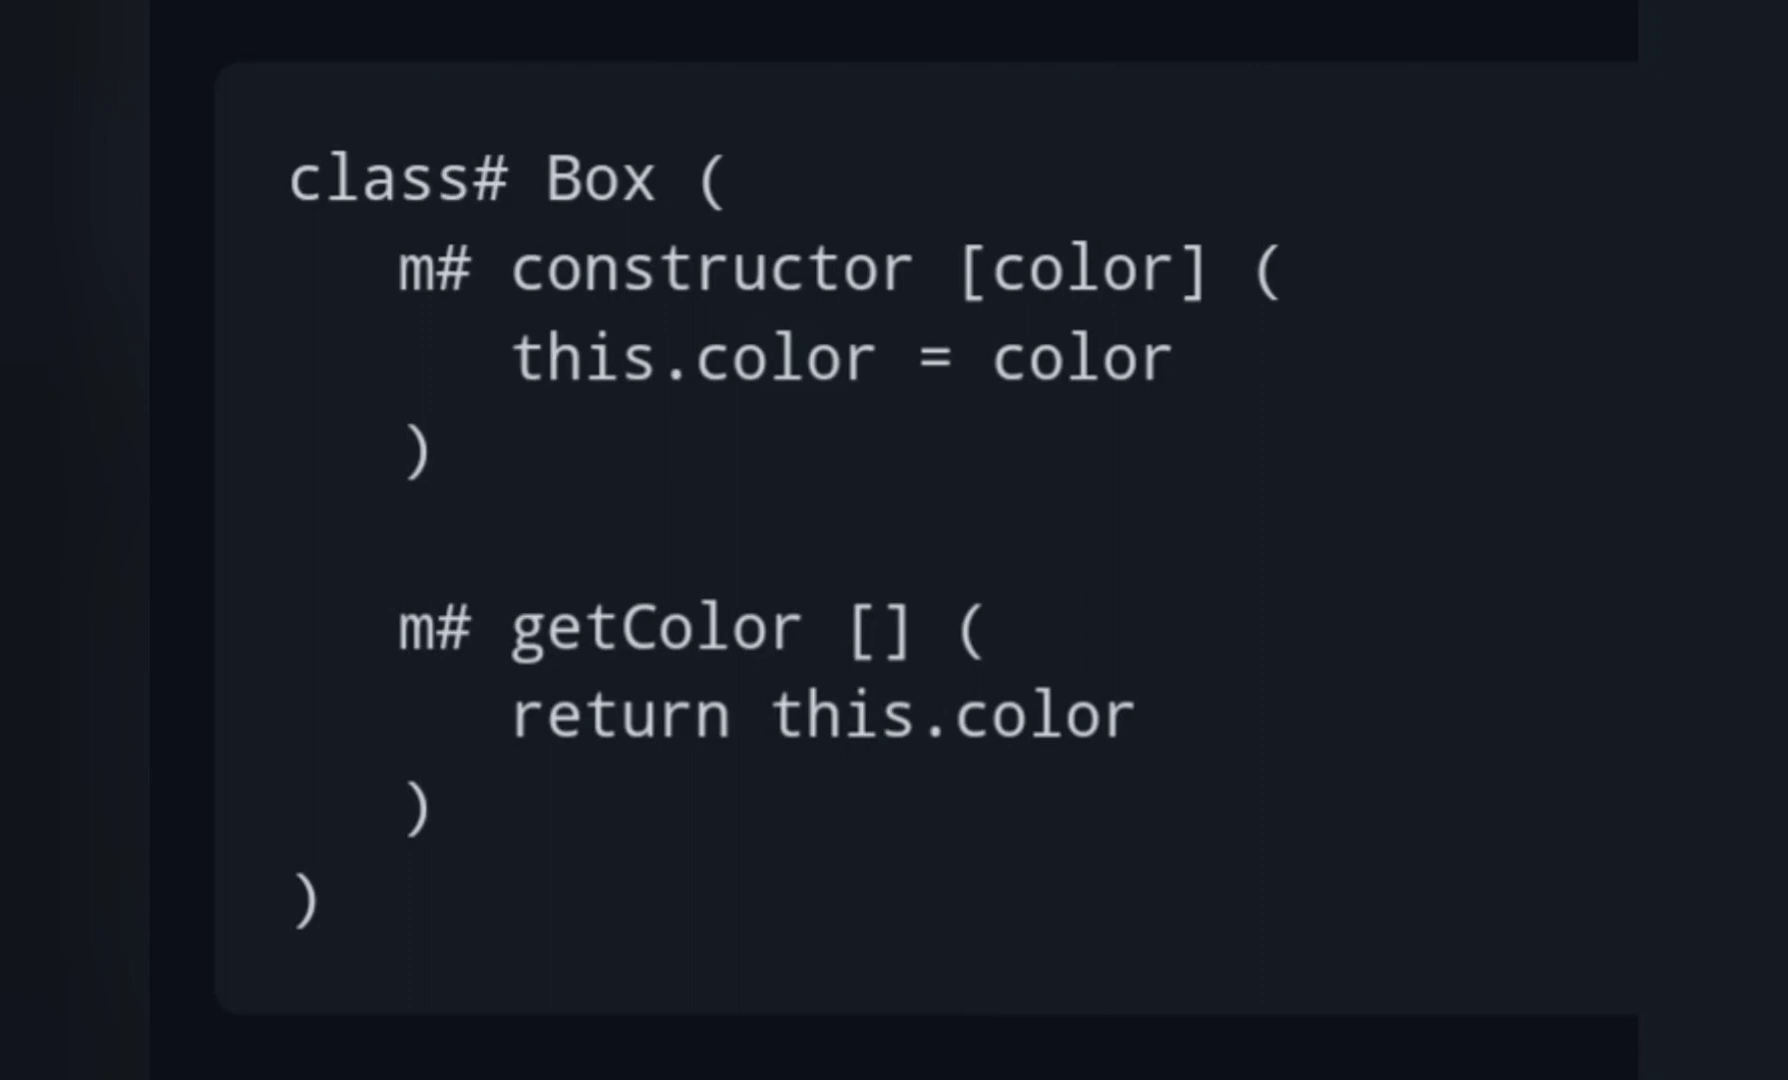 class# Box (
m# constructor [color] (
this.color = color
)
m# getColor [] (
return this.color
)
)